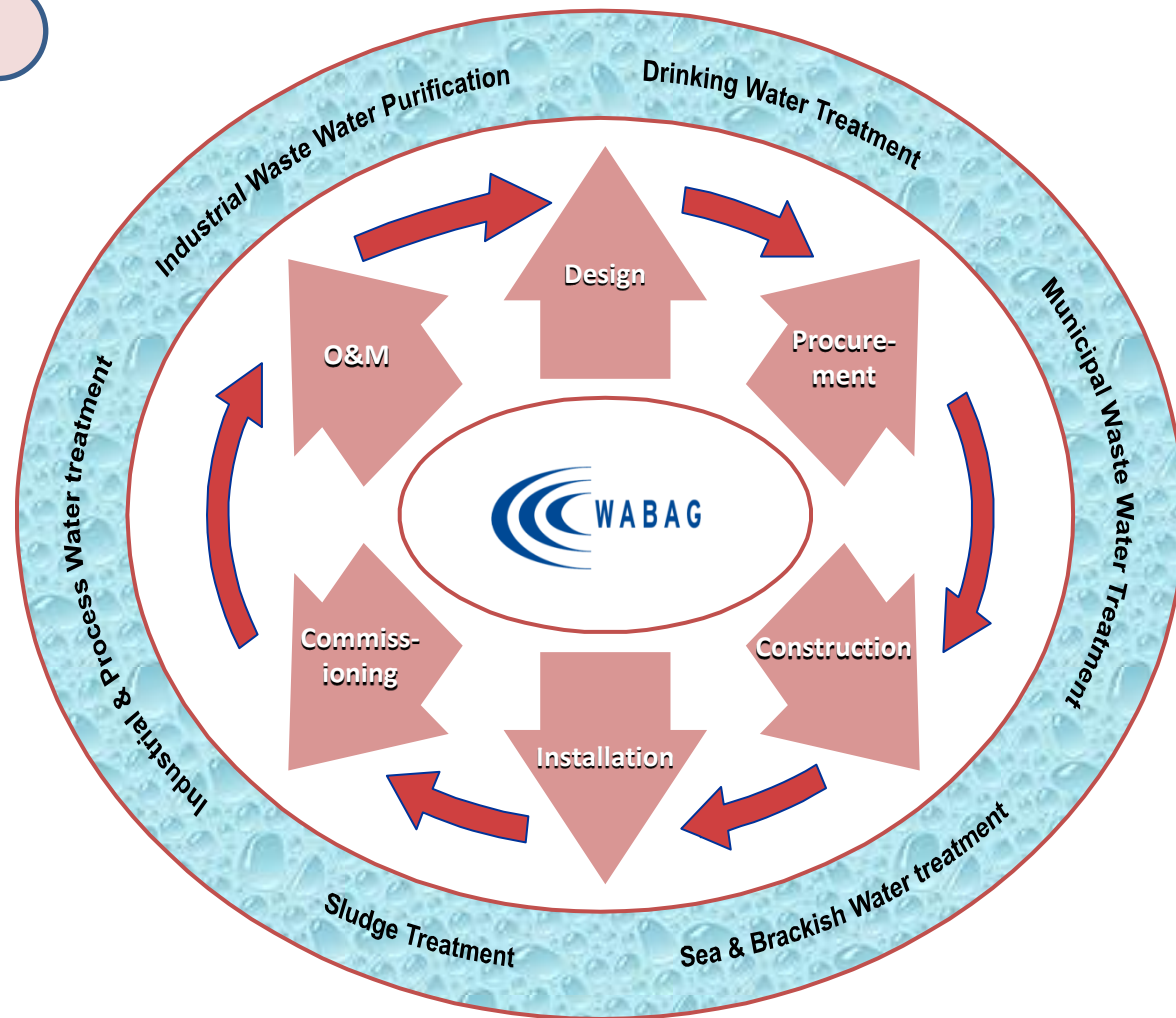 Industrial Waste Water Purification
Drinking Water Treatment
Municipal Waste Water Treatment
Sea & Brackish Water treatment
Sludge Treatment
Industrial & Process Water treatment
Design
Procure-
ment
Construction
Installation
Commiss-
ioning
O&M
WABAG